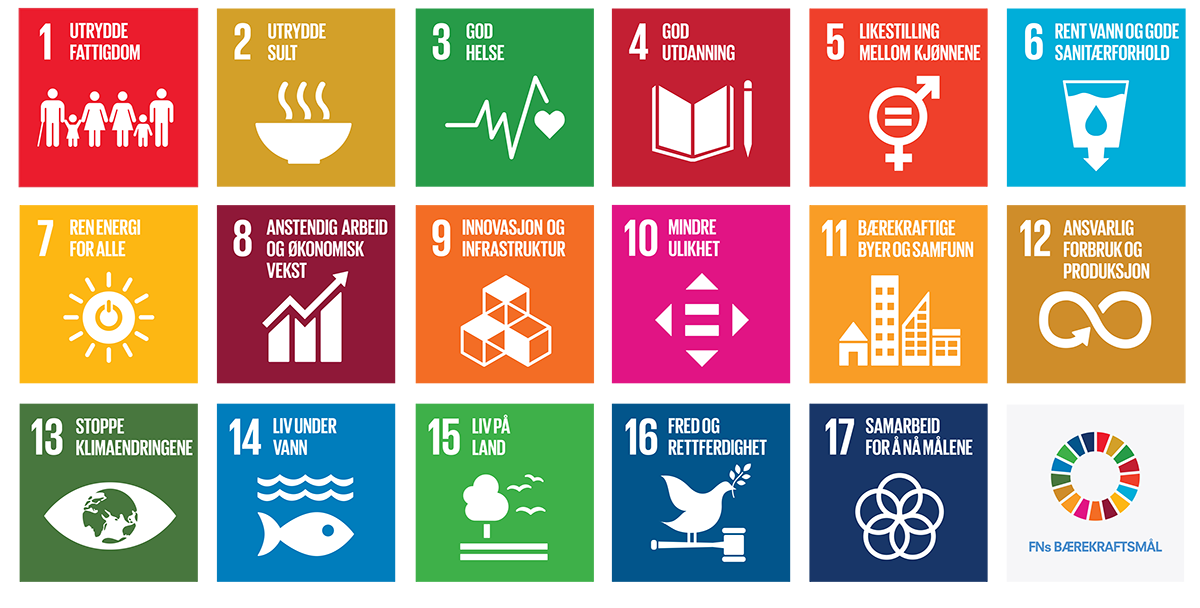 1 UTRYDDE
FATTIGDOM
2 UTRYDDE
SULT
3 GOD
HELSE
4 GOD
UTDANNING
5 LIKESTILLING
MELLOM KJØNNENE
6 RENT VANN OG GODE
SANITÆRFORHOLD
7 REN ENERGI
FOR ALLE
8 ANSTENDIG ARBEID
OG ØKONOMISK
VEKST
9 INNOVASJON OG
INFRASTRUKTUR
10 MINDRE
ULIKHET
11 BÆREKRAFTIGE
BYER OG SAMFUNN
12 ANSVARLIG
FORBRUK OG
PRODUKSJON
13 STOPPE
KLIMAENDRINGENE
14 LIV UNDER
VANN
15 LIV PÅ
LAND
16 FRED OG
RETTFERDIGHET
17 SAMARBEID
FOR Å NÅ MÅLENE
FNs BÆREKRAFTSMÅL